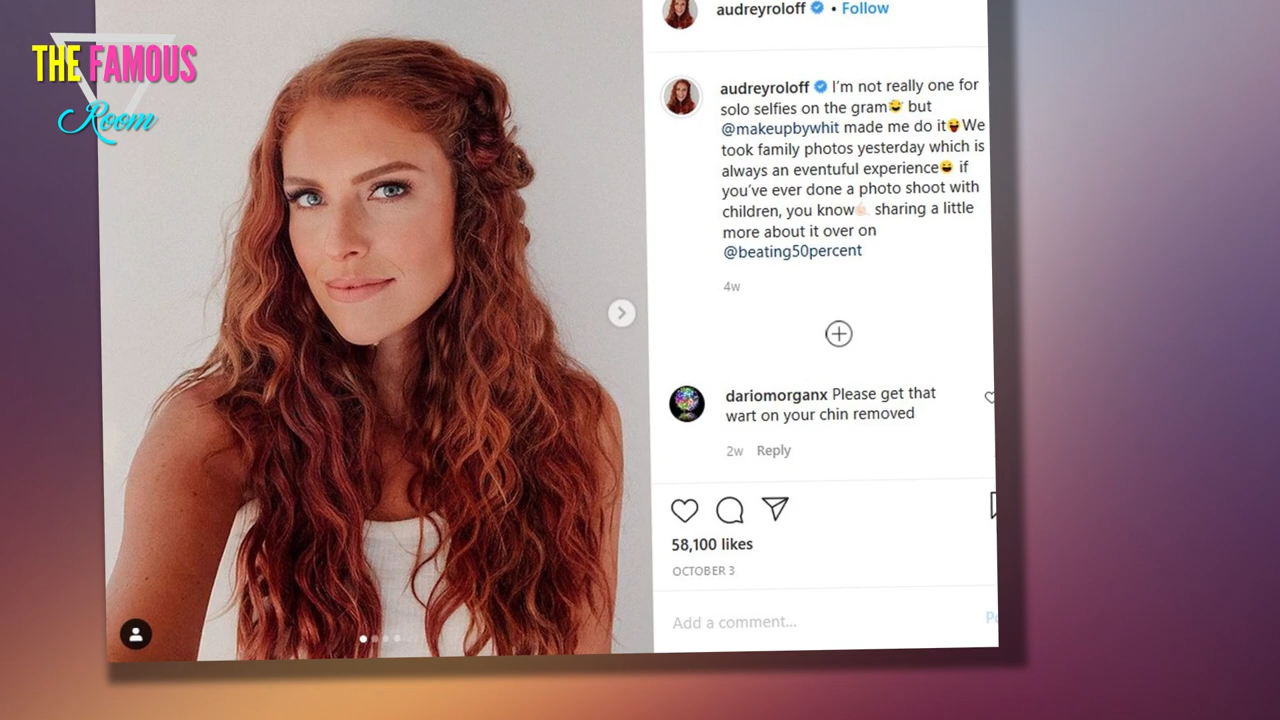 THE FAMOUS
Room
audreyroloff • Follow
audreyroloff I'm not really one for
solo selfies on the gram😅 but
@makeupbywhit made me do it😜We
took family photos yesterday which is
always an eventful experience😅 if
you've ever done a photo shoot with
children, you know👌🏻 sharing a little
more about it over on
@beating50percent
4w
dariomorganx Please get that
wart on your chin removed
2w Reply
58,100 likes
OCTOBER 3
Add a comment...